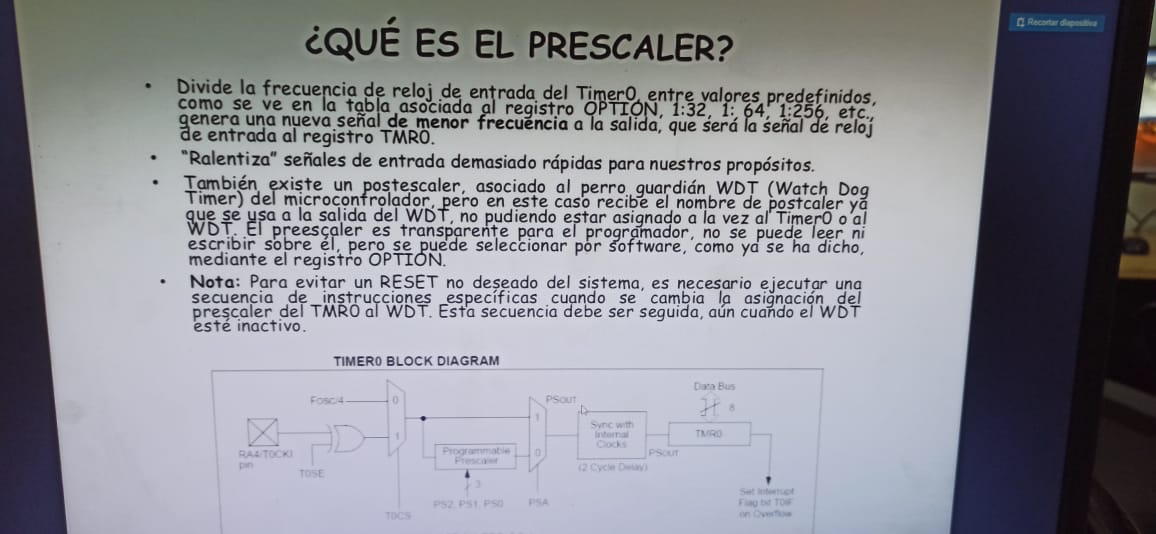 Recortar diapositiva
¿QUÉ ES EL PRESCALER?
• Divide la frecuencia de reloj de entrada del Timer0, entre valores predefinidos,
como se ve en la tabla asociada al registro OPTION, 1:32, 1: 64, 1:256, etc.,
genera una nueva señal de menor frecuencia a la salida, que será la señal de reloj
de entrada al registro TMR0.
• "Ralentiza" señales de entrada demasiado rápidas para nuestros propósitos.
• También existe un postescaler, asociado al perro guardián WDT (Watch Dog
Timer) del microcontrolador, pero en este caso recibe el nombre de postcaler ya
que se usa a la salida del WDT, no pudiendo estar asignado a la vez al Timer0 o al
WDT. El preescaler es transparente para el programador, no se puede leer ni
escribir sobre él, pero se puede seleccionar por software, como ya se ha dicho,
mediante el registro OPTION.
• Nota: Para evitar un RESET no deseado del sistema, es necesario ejecutar una
secuencia de instrucciones específicas cuando se cambia la asignación del
prescaler del TMR0 al WDT. Esta secuencia debe ser seguida, aún cuando el WDT
esté inactivo.
TIMER0 BLOCK DIAGRAM
Data Bus
FOSC/4
0
PSOUT
8
1
Sync with
Internal
Clocks
TMR0
1
RA4/T0CKI
pin
Programmable
Prescaler
0
PSOUT
T0SE
(2 Cycle Delay)
3
Set Interrupt
Flag bit T0IF
on Overflow
PS2, PS1, PS0
PSA
T0CS